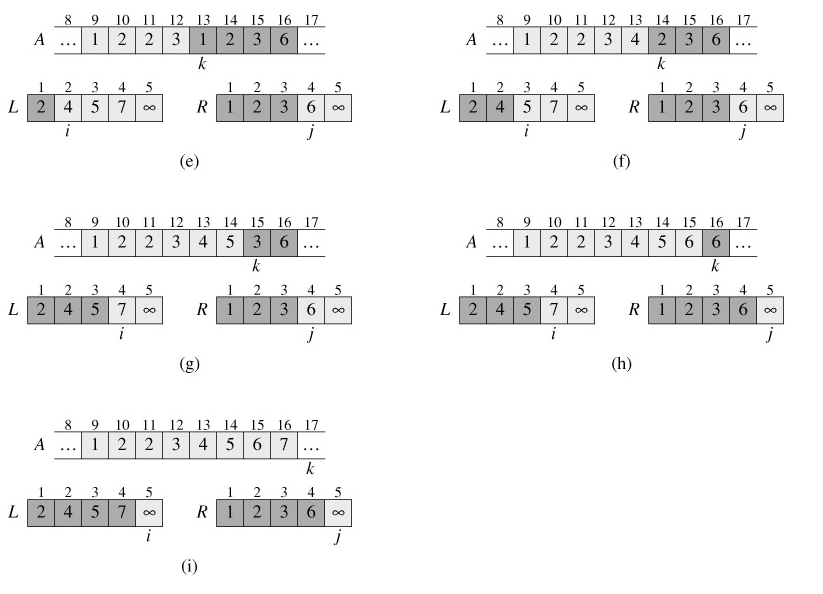 8 9 10 11 12 13 14 15 16 17
A ... 1 2 2 3 1 2 3 6 ...
k
1 2 3 4 5
L 2 4 5 7 ∞
i
1 2 3 4 5
R 1 2 3 6 ∞
j
(e)
8 9 10 11 12 13 14 15 16 17
A ... 1 2 2 3 4 2 3 6 ...
k
1 2 3 4 5
L 2 4 5 7 ∞
i
1 2 3 4 5
R 1 2 3 6 ∞
j
(f)
8 9 10 11 12 13 14 15 16 17
A ... 1 2 2 3 4 5 3 6 ...
k
1 2 3 4 5
L 2 4 5 7 ∞
i
1 2 3 4 5
R 1 2 3 6 ∞
j
(g)
8 9 10 11 12 13 14 15 16 17
A ... 1 2 2 3 4 5 6 6 ...
k
1 2 3 4 5
L 2 4 5 7 ∞
i
1 2 3 4 5
R 1 2 3 6 ∞
j
(h)
8 9 10 11 12 13 14 15 16 17
A ... 1 2 2 3 4 5 6 7 ...
k
1 2 3 4 5
L 2 4 5 7 ∞
i
1 2 3 4 5
R 1 2 3 6 ∞
j
(i)